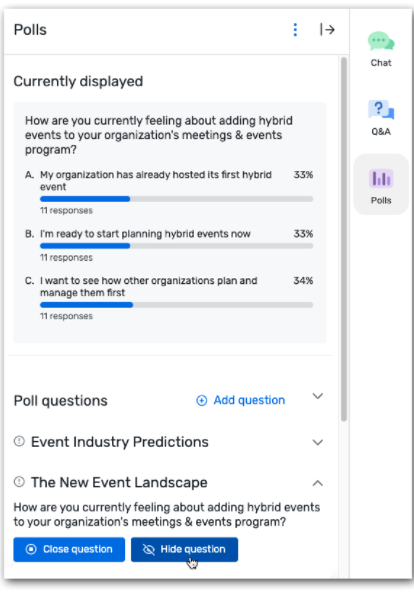 Polls
Currently displayed
How are you currently feeling about adding hybrid
events to your organization's meetings & events
program?
A. My organization has already hosted its first hybrid
event
33%
11 responses
B. I'm ready to start planning hybrid events now
33%
11 responses
C. I want to see how other organizations plan and
manage them first
34%
11 responses
Poll questions
Add question
Event Industry Predictions
The New Event Landscape
How are you currently feeling about adding hybrid events
to your organization's meetings & events program?
Close question
Hide question
Chat
Q&A
Polls